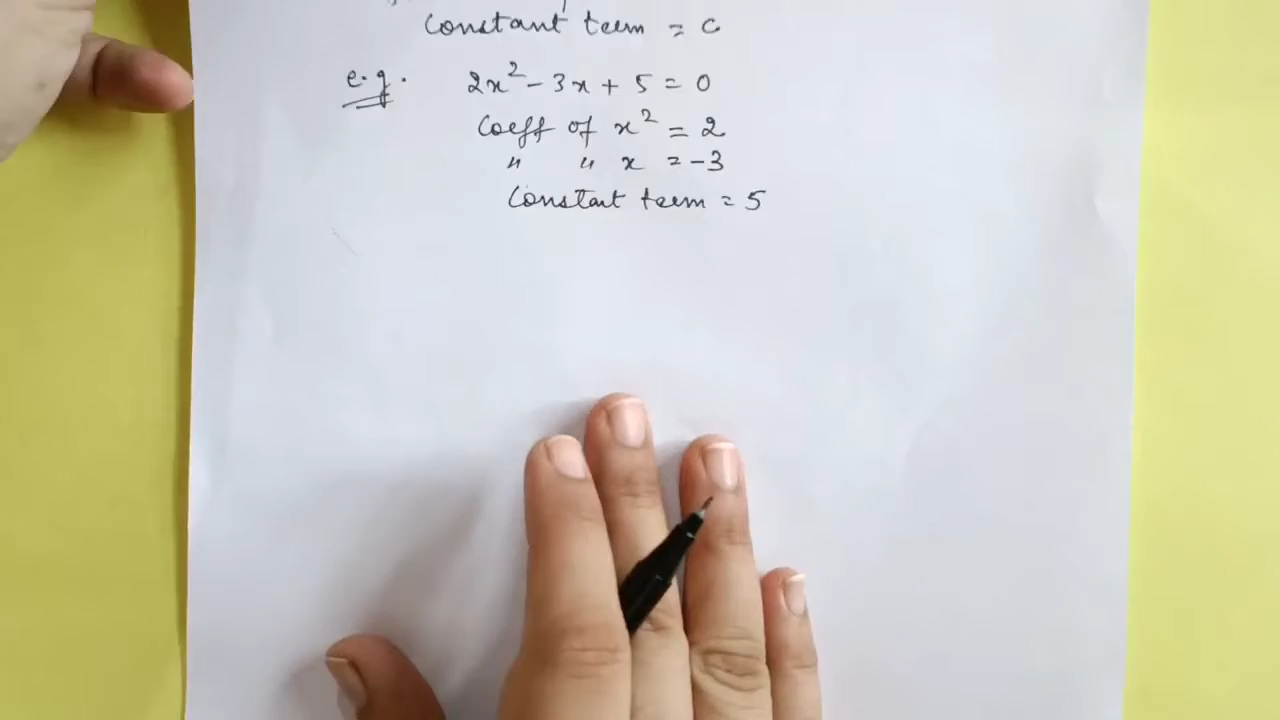 Constant term = c
e.g. 2x² - 3x + 5 = 0
Coeff of x² = 2
" " x = -3
Constant term = 5